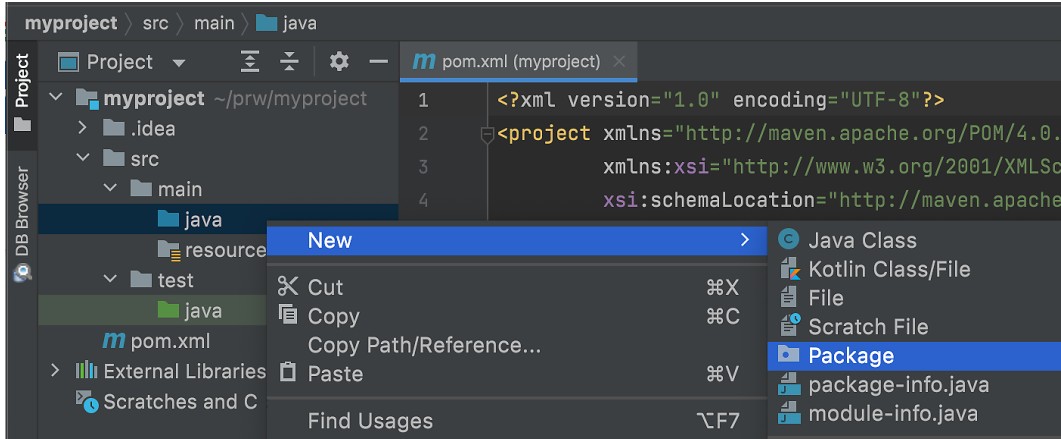 myproject src main java
Project
DB Browser
Project
myproject ~/prw/myproject
.idea
src
main
java
resource
test
java
pom.xml
External Libraries
Scratches and C
pom.xml (myproject)
1 <?xml version="1.0" encoding="UTF-8"?>
2 <project xmlns="http://maven.apache.org/POM/4.0.
3 xmlns:xsi="http://www.w3.org/2001/XMLSc
4 xsi:schemaLocation="http://maven.apache
New
Cut ⌘X
Copy ⌘C
Copy Path/Reference...
Paste ⌘V
Find Usages ⌥F7
Java Class
Kotlin Class/File
File
Scratch File
Package
package-info.java
module-info.java